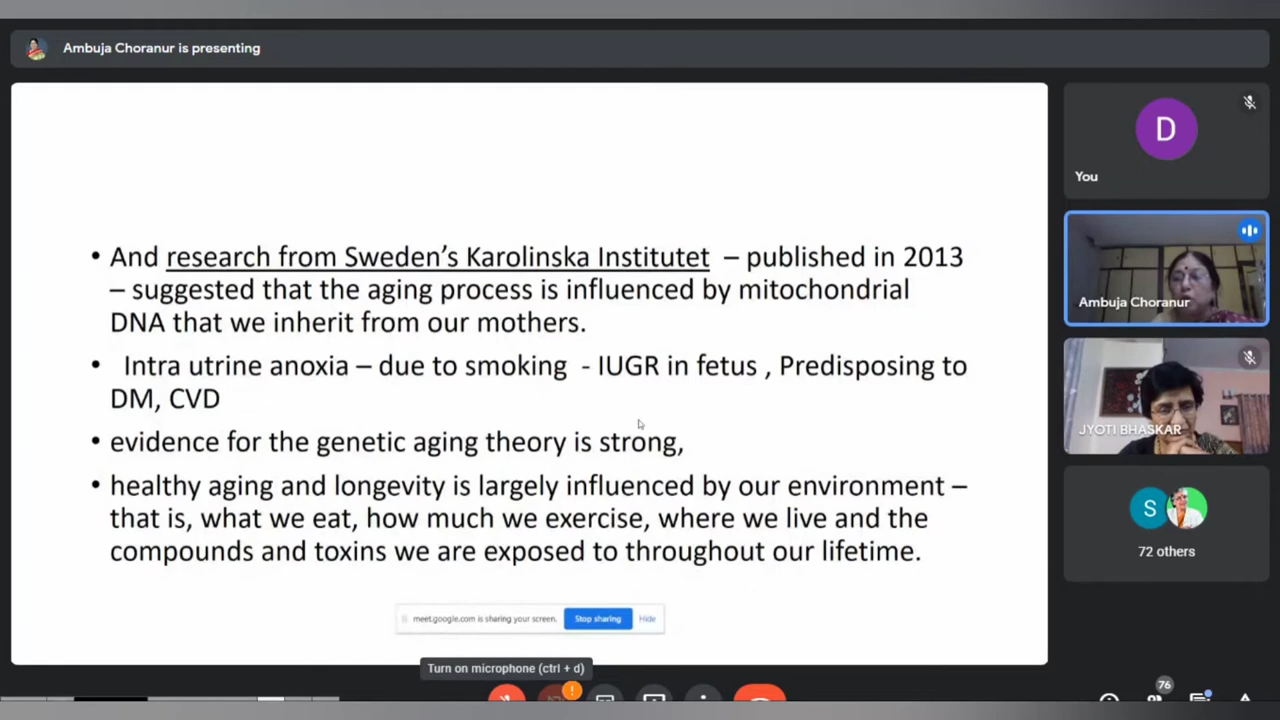 Ambuja Choranur is presenting
• And research from Sweden's Karolinska Institutet – published in 2013
– suggested that the aging process is influenced by mitochondrial
DNA that we inherit from our mothers.
• Intra utrine anoxia – due to smoking - IUGR in fetus , Predisposing to
DM, CVD
• evidence for the genetic aging theory is strong,
• healthy aging and longevity is largely influenced by our environment –
that is, what we eat, how much we exercise, where we live and the
compounds and toxins we are exposed to throughout our lifetime.
meet.google.com is sharing your screen. Stop sharing Hide
Turn on microphone (ctrl + d)
D
You
Ambuja Choranur
JYOTI BHASKAR
S
72 others
76